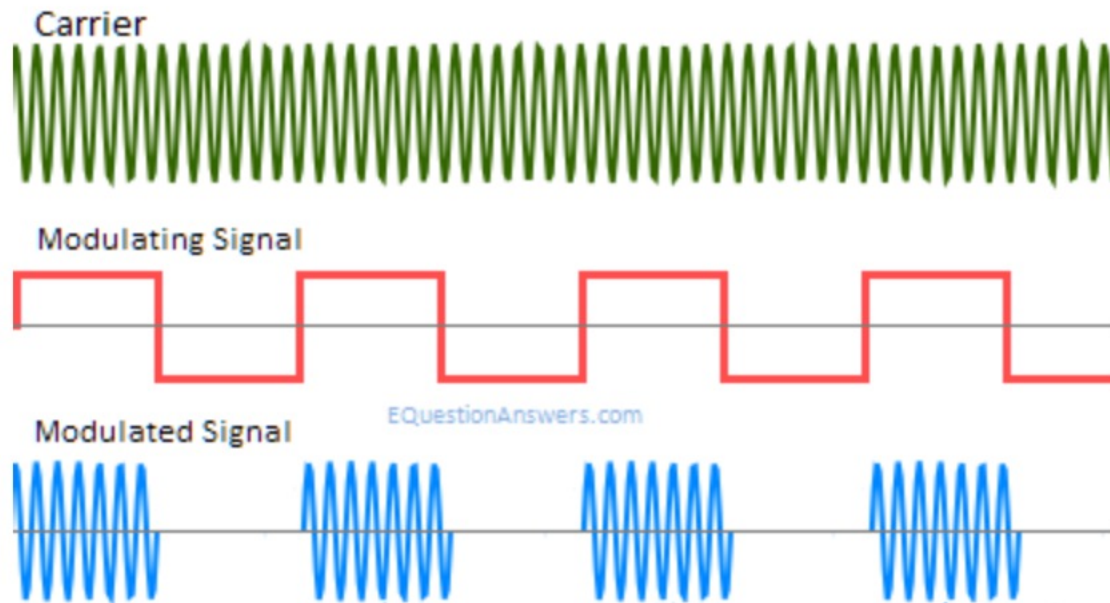 Carrier
Modulating Signal
EQuestionAnswers.com
Modulated Signal